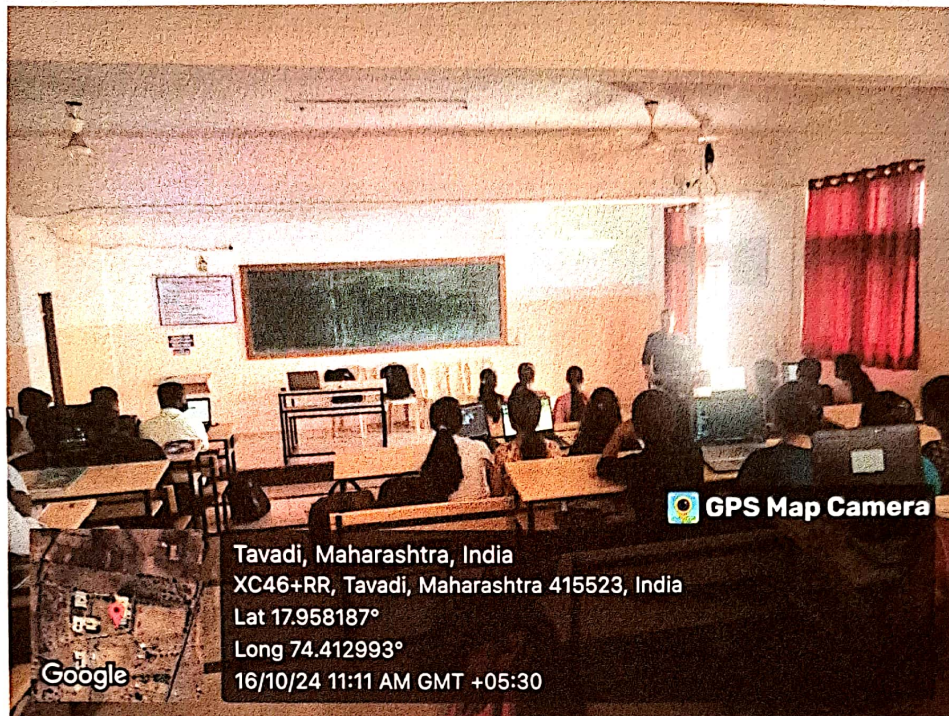 GPS Map Camera
Tavadi, Maharashtra, India
XC46+RR, Tavadi, Maharashtra 415523, India
Lat 17.958187°
Long 74.412993°
16/10/24 11:11 AM GMT +05:30
Google